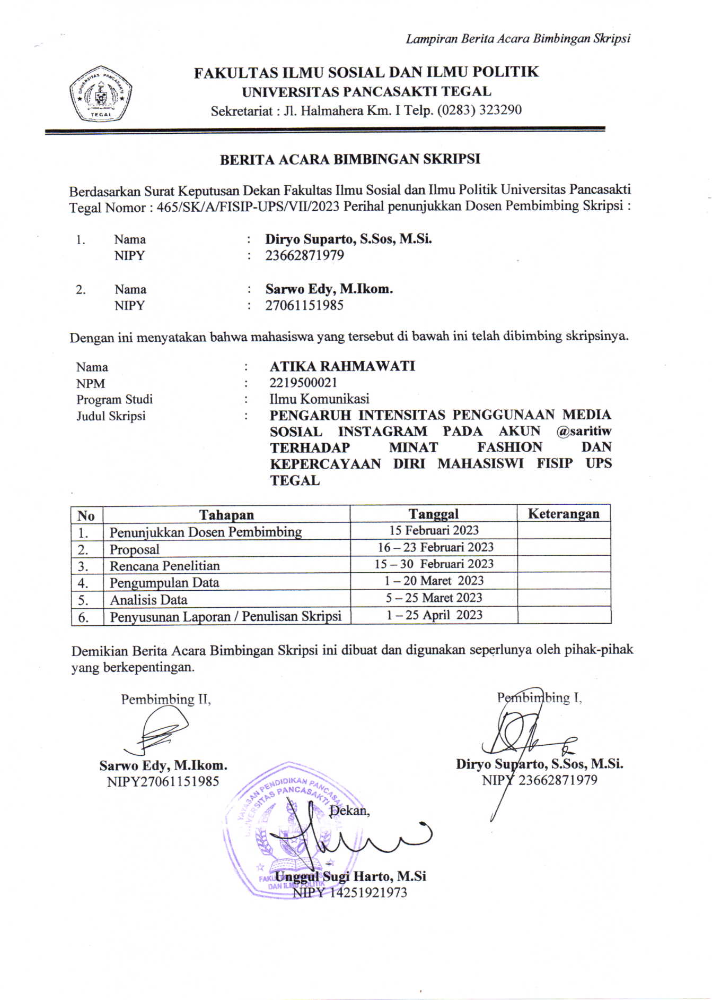 Lampiran Berita Acara Bimbingan Skripsi
UNIVERSITAS PANCASAKTI
TEGAL
FAKULTAS ILMU SOSIAL DAN ILMU POLITIK
UNIVERSITAS PANCASAKTI TEGAL
Sekretariat : Jl. Halmahera Km. I Telp. (0283) 323290
BERITA ACARA BIMBINGAN SKRIPSI
Berdasarkan Surat Keputusan Dekan Fakultas Ilmu Sosial dan Ilmu Politik Universitas Pancasakti
Tegal Nomor : 465/SK/A/FISIP-UPS/VII/2023 Perihal penunjukkan Dosen Pembimbing Skripsi :
1. Nama : Diryo Suparto, S.Sos, M.Si.
NIPY : 23662871979
2. Nama : Sarwo Edy, M.Ikom.
NIPY : 27061151985
Dengan ini menyatakan bahwa mahasiswa yang tersebut di bawah ini telah dibimbing skripsinya.
Nama : ATIKA RAHMAWATI
NPM : 2219500021
Program Studi : Ilmu Komunikasi
Judul Skripsi : PENGARUH INTENSITAS PENGGUNAAN MEDIA
SOSIAL INSTAGRAM PADA AKUN @saritiw
TERHADAP MINAT FASHION DAN
KEPERCAYAAN DIRI MAHASISWI FISIP UPS
TEGAL
No Tahapan Tanggal Keterangan
1. Penunjukkan Dosen Pembimbing 15 Februari 2023
2. Proposal 16 – 23 Februari 2023
3. Rencana Penelitian 15 – 30 Februari 2023
4. Pengumpulan Data 1 – 20 Maret 2023
5. Analisis Data 5 – 25 Maret 2023
6. Penyusunan Laporan / Penulisan Skripsi 1 – 25 April 2023
Demikian Berita Acara Bimbingan Skripsi ini dibuat dan digunakan seperlunya oleh pihak-pihak
yang berkepentingan.
Pembimbing II, Pembimbing I,
Sarwo Edy, M.Ikom. Diryo Suparto, S.Sos, M.Si.
NIPY27061151985 NIPY 23662871979
YAYASAN PENDIDIKAN PANCASAKTI
UNIVERSITAS PANCASAKTI TEGAL
Dekan,
Unggul Sugi Harto, M.Si
DAN ILMU POLITIK
NIPY 14251921973